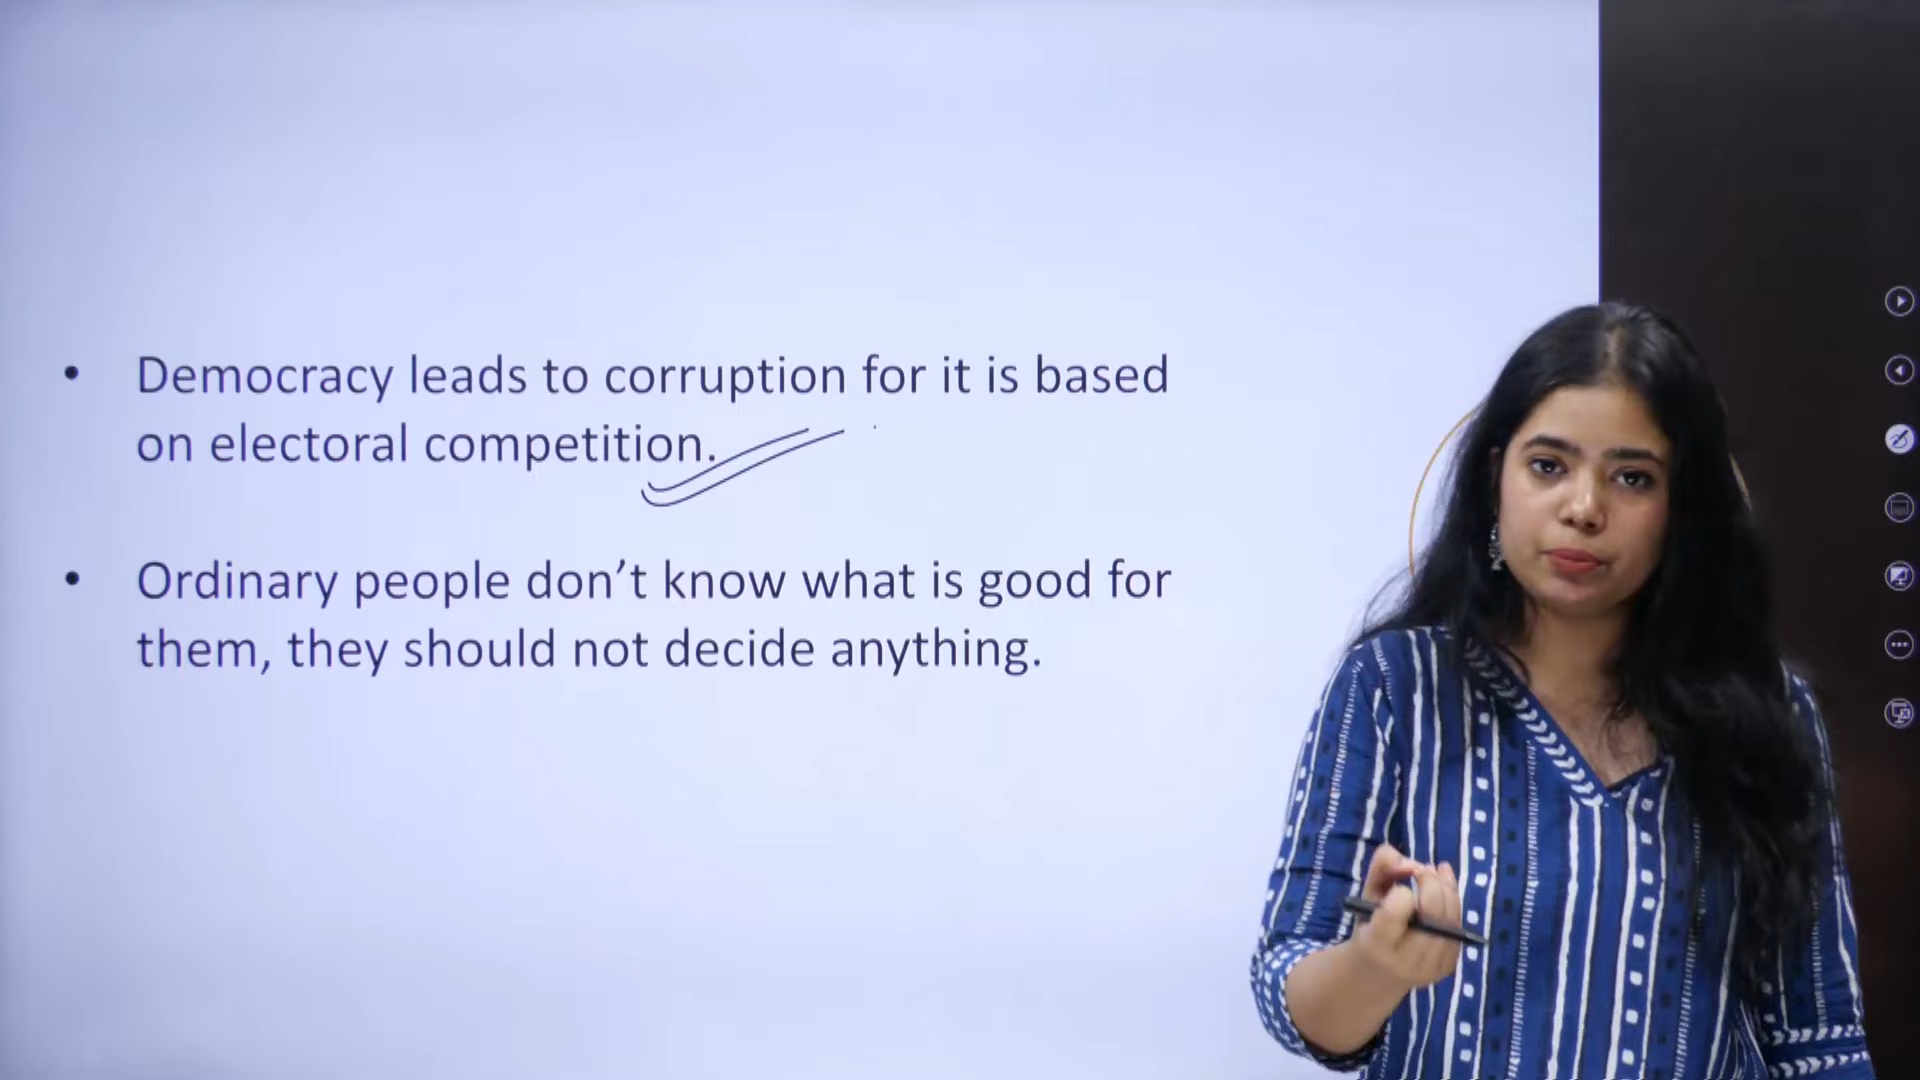 • Democracy leads to corruption for it is based
on electoral competition.
• Ordinary people don’t know what is good for
them, they should not decide anything.